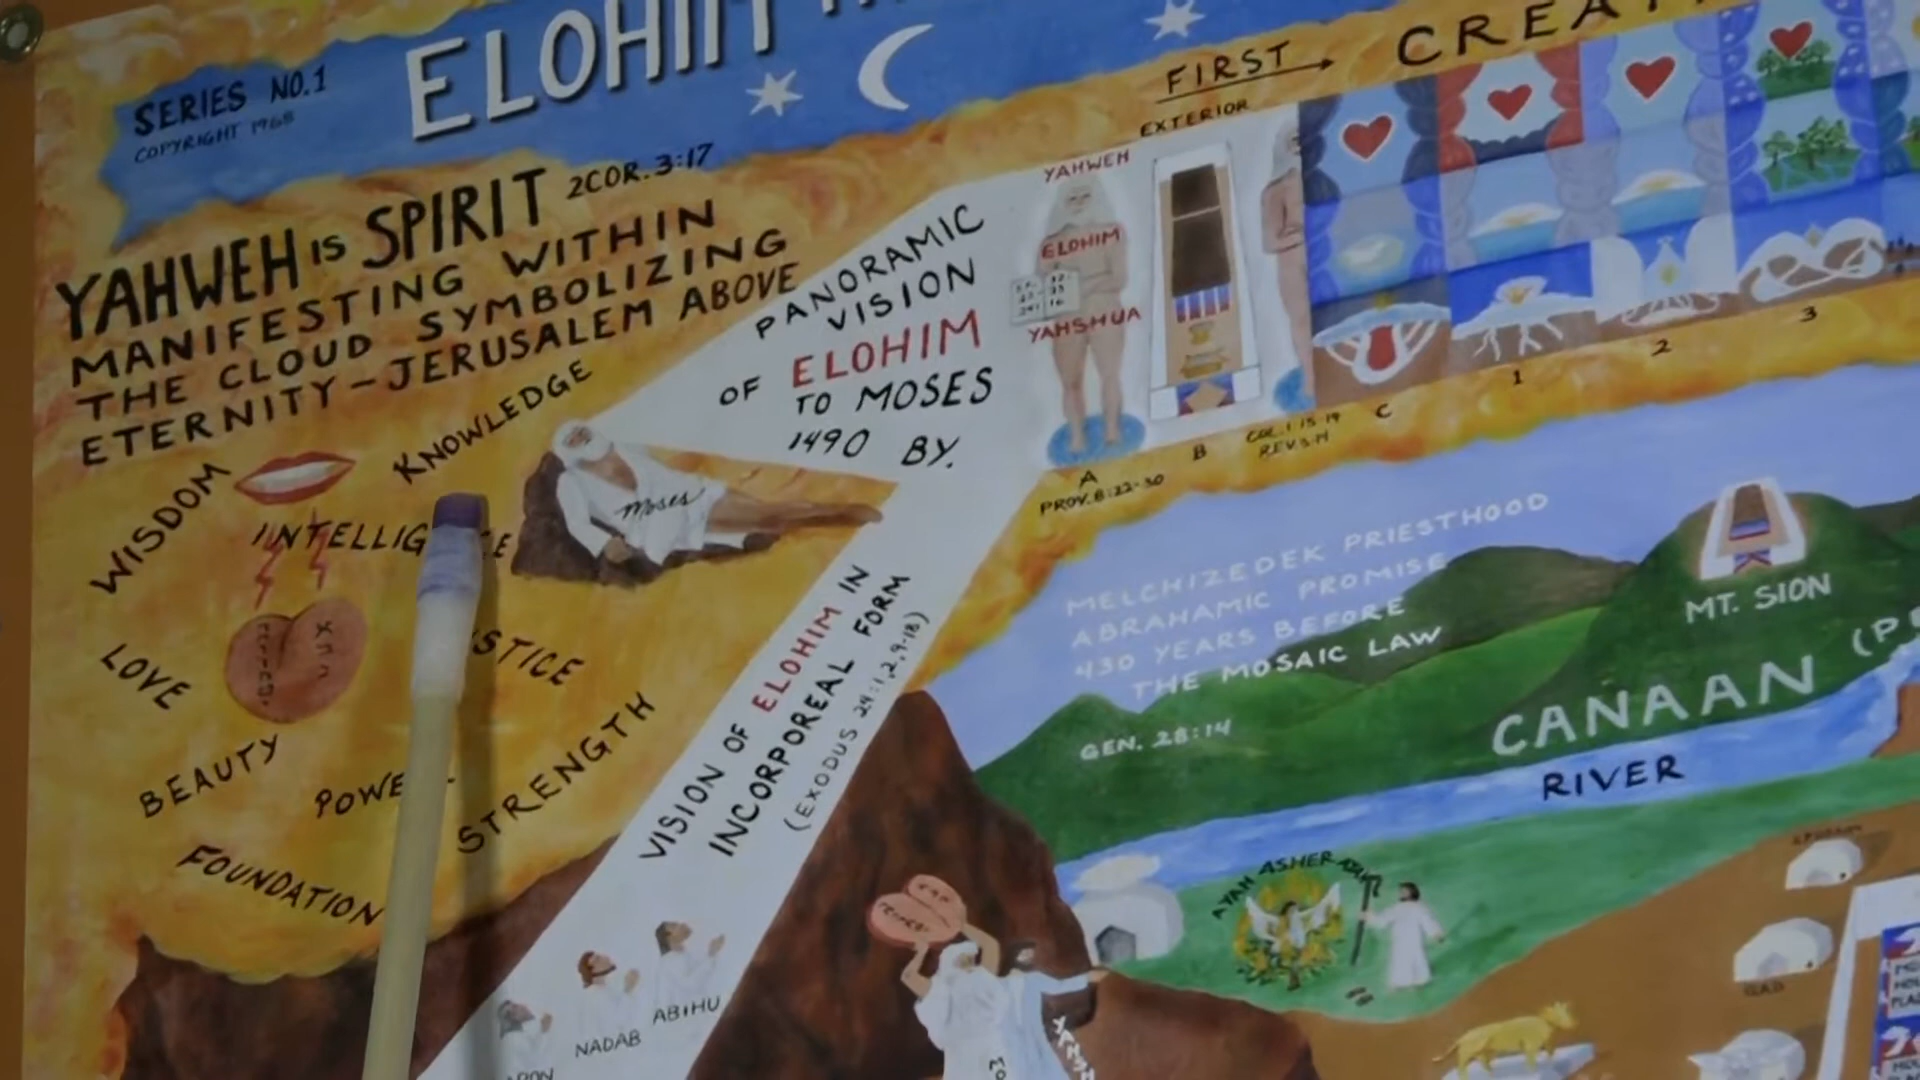 SERIES NO.1
COPYRIGHT 1968
ELOHIM
YAHWEH IS SPIRIT 2COR. 3:17
MANIFESTING WITHIN
THE CLOUD SYMBOLIZING
ETERNITY-JERUSALEM ABOVE
WISDOM
KNOWLEDGE
LOVE
BEAUTY
POWE
STRENGTH
FOUNDATION
Moses
PANORAMIC
VISION
OF ELOHIM
TO MOSES
1490 BY.
VISION OF ELOHIM IN
INCORPOREAL FORM
(EXODUS 24:1,2,9-18)
NADAB
ABIHU
FIRST
EXTERIOR
YAHWEH
ELOHIM
YAHSHUA
A
PROV. 8:22-30
B
C
1
2
3
MELCHIZEDEK PRIESTHOOD
ABRAHAMIC PROMISE
430 YEARS BEFORE
THE MOSAIC LAW
GEN. 28:14
MT. SION
CANAAN
RIVER
GAD